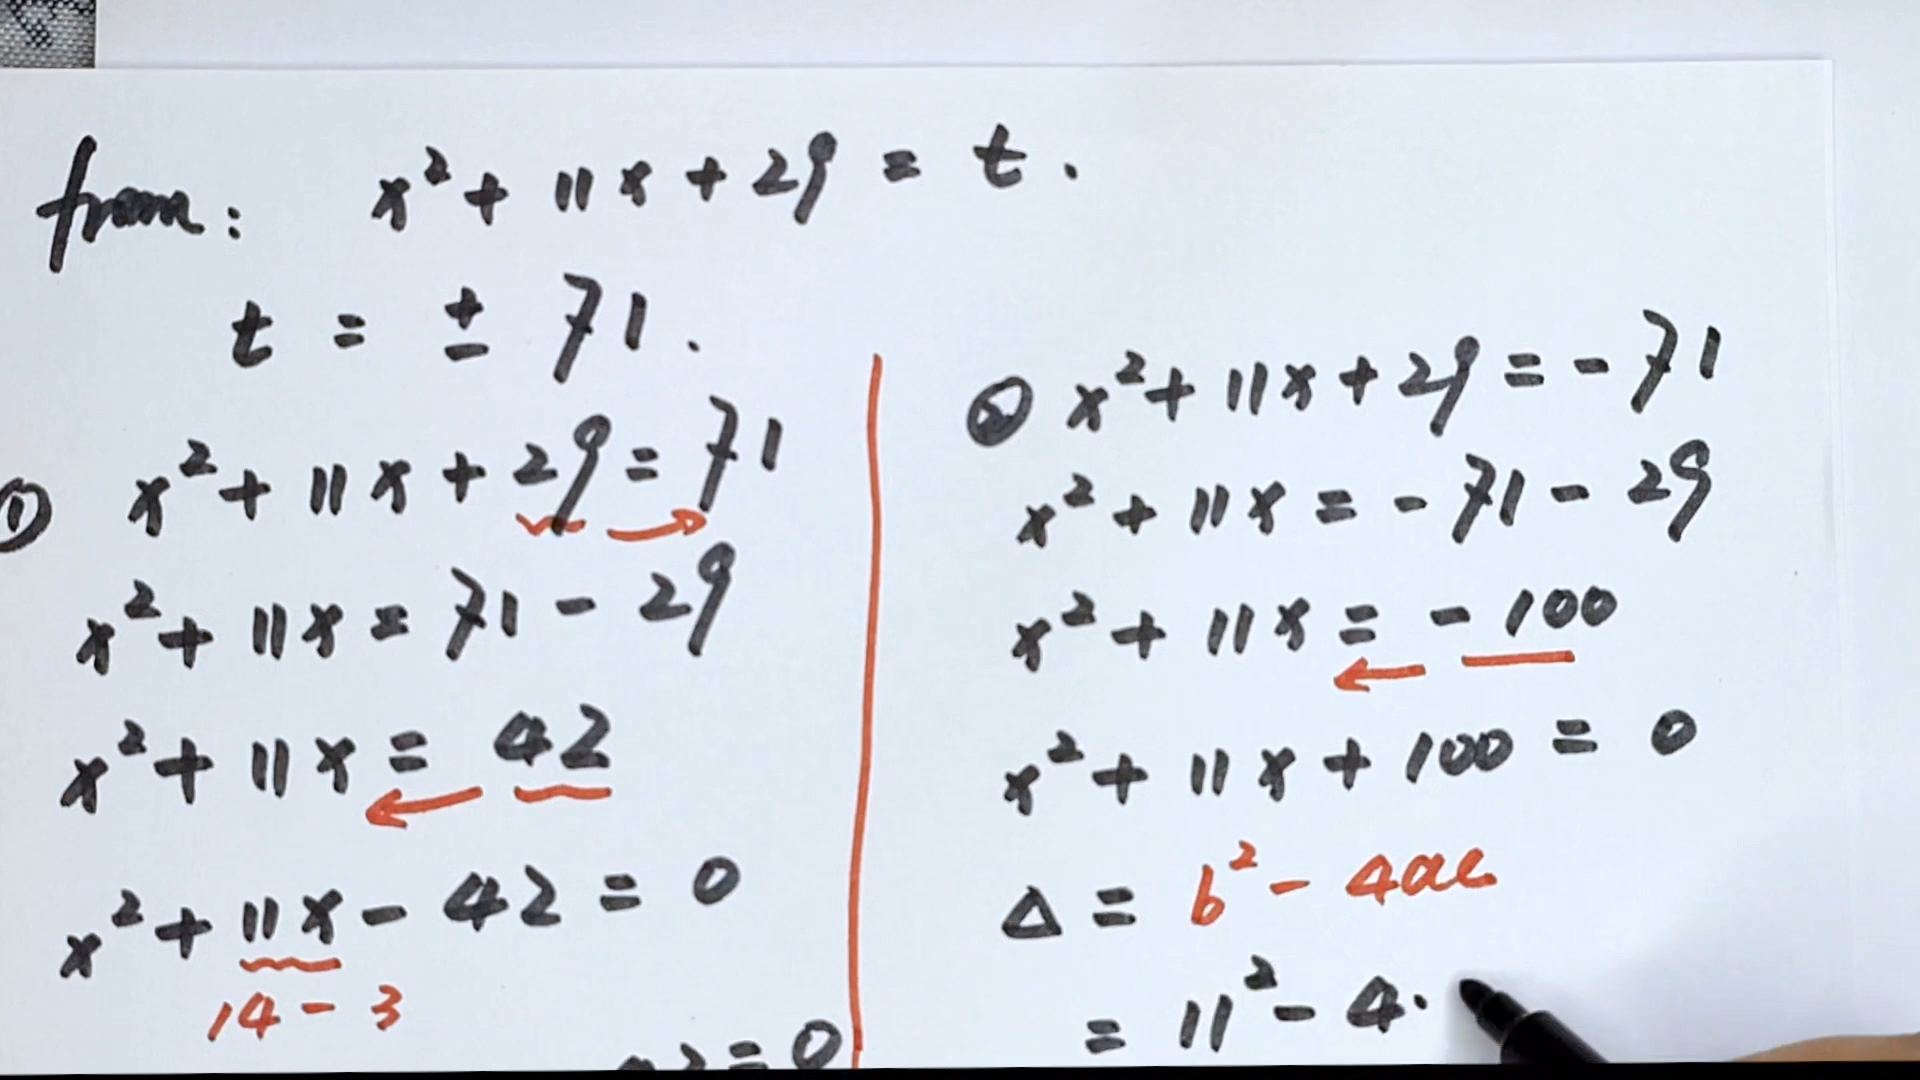 from: x² + 11x + 29 = t.
t = ± 71.
① x² + 11x + 29 = 71
x² + 11x = 71 - 29
x² + 11x = 42
x² + 11x - 42 = 0
14 - 3
= 0
② x² + 11x + 29 = - 71
x² + 11x = - 71 - 29
x² + 11x = - 100
x² + 11x + 100 = 0
Δ = b² - 4ac
= 11² - 4·